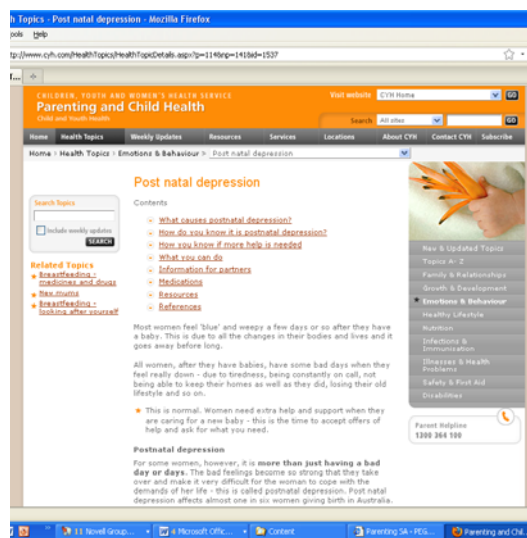 h Topics - Post natal depression - Mozilla Firefox
ools Help
tp://www.cyh.com/HealthTopics/HealthTopicDetails.aspx?p=114&np=141&id=1537
T...
CHILDREN, YOUTH AND WOMEN'S HEALTH SERVICE
Parenting and Child Health
Child and Youth Health
Visit website CYH Home GO
Search All sites GO
Home Health Topics Weekly Updates Resources Services Locations About CYH Contact CYH Subscribe
Home > Health Topics > Emotions & Behaviour > Post natal depression
Post natal depression
Contents
What causes postnatal depression?
How do you know it is postnatal depression?
How you know if more help is needed
What you can do
Information for partners
Medications
Resources
References
Search Topics
Include weekly updates
SEARCH
Related Topics
Breastfeeding -
medicines and drugs
New mums
Breastfeeding -
looking after yourself
Most women feel 'blue' and weepy a few days or so after they have
a baby. This is due to all the changes in their bodies and lives and it
goes away before long.
All women, after they have babies, have some bad days when they
feel really down - due to tiredness, being constantly on call, not
being able to keep their homes as well as they did, losing their old
lifestyle and so on.
This is normal. Women need extra help and support when they
are caring for a new baby - this is the time to accept offers of
help and ask for what you need.
Postnatal depression
For some women, however, it is more than just having a bad
day or days. The bad feelings become so strong that they take
over and make it very difficult for the woman to cope with the
demands of her life - this is called postnatal depression. Post natal
depression affects almost one in six women giving birth in Australia.
New & Updated Topics
Topics A- Z
Family & Relationships
Growth & Development
Emotions & Behaviour
Healthy Lifestyle
Nutrition
Infections &
Immunisation
Illnesses & Health
Problems
Safety & First Aid
Disabilities
Parent Helpline
1300 364 100
11 Novell Group... 4 Microsoft Offic... Content Parenting SA - PEG... Parenting and Chil...